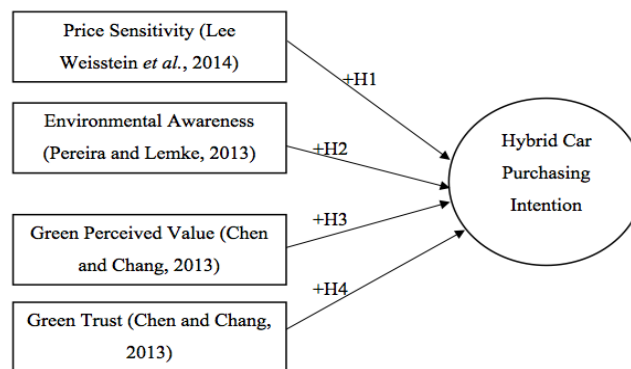 Price Sensitivity (Lee
Weisstein et al., 2014)
+H1
Environmental Awareness
(Pereira and Lemke, 2013)
+H2
Hybrid Car
Purchasing
Intention
Green Perceived Value (Chen
and Chang, 2013)
+H3
Green Trust (Chen and Chang,
2013)
+H4